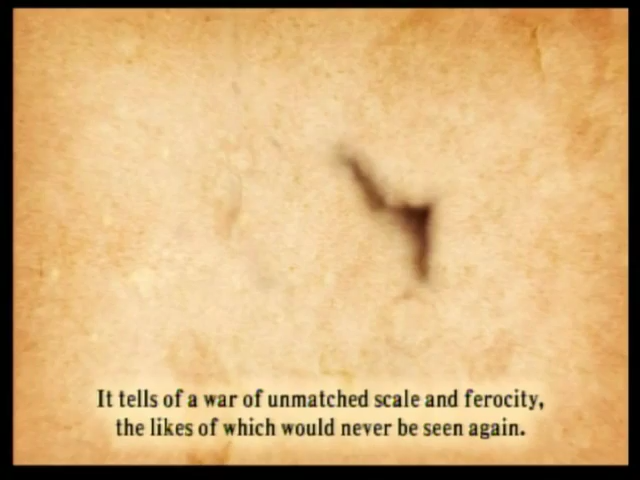 It tells of a war of unmatched scale and ferocity,
the likes of which would never be seen again.